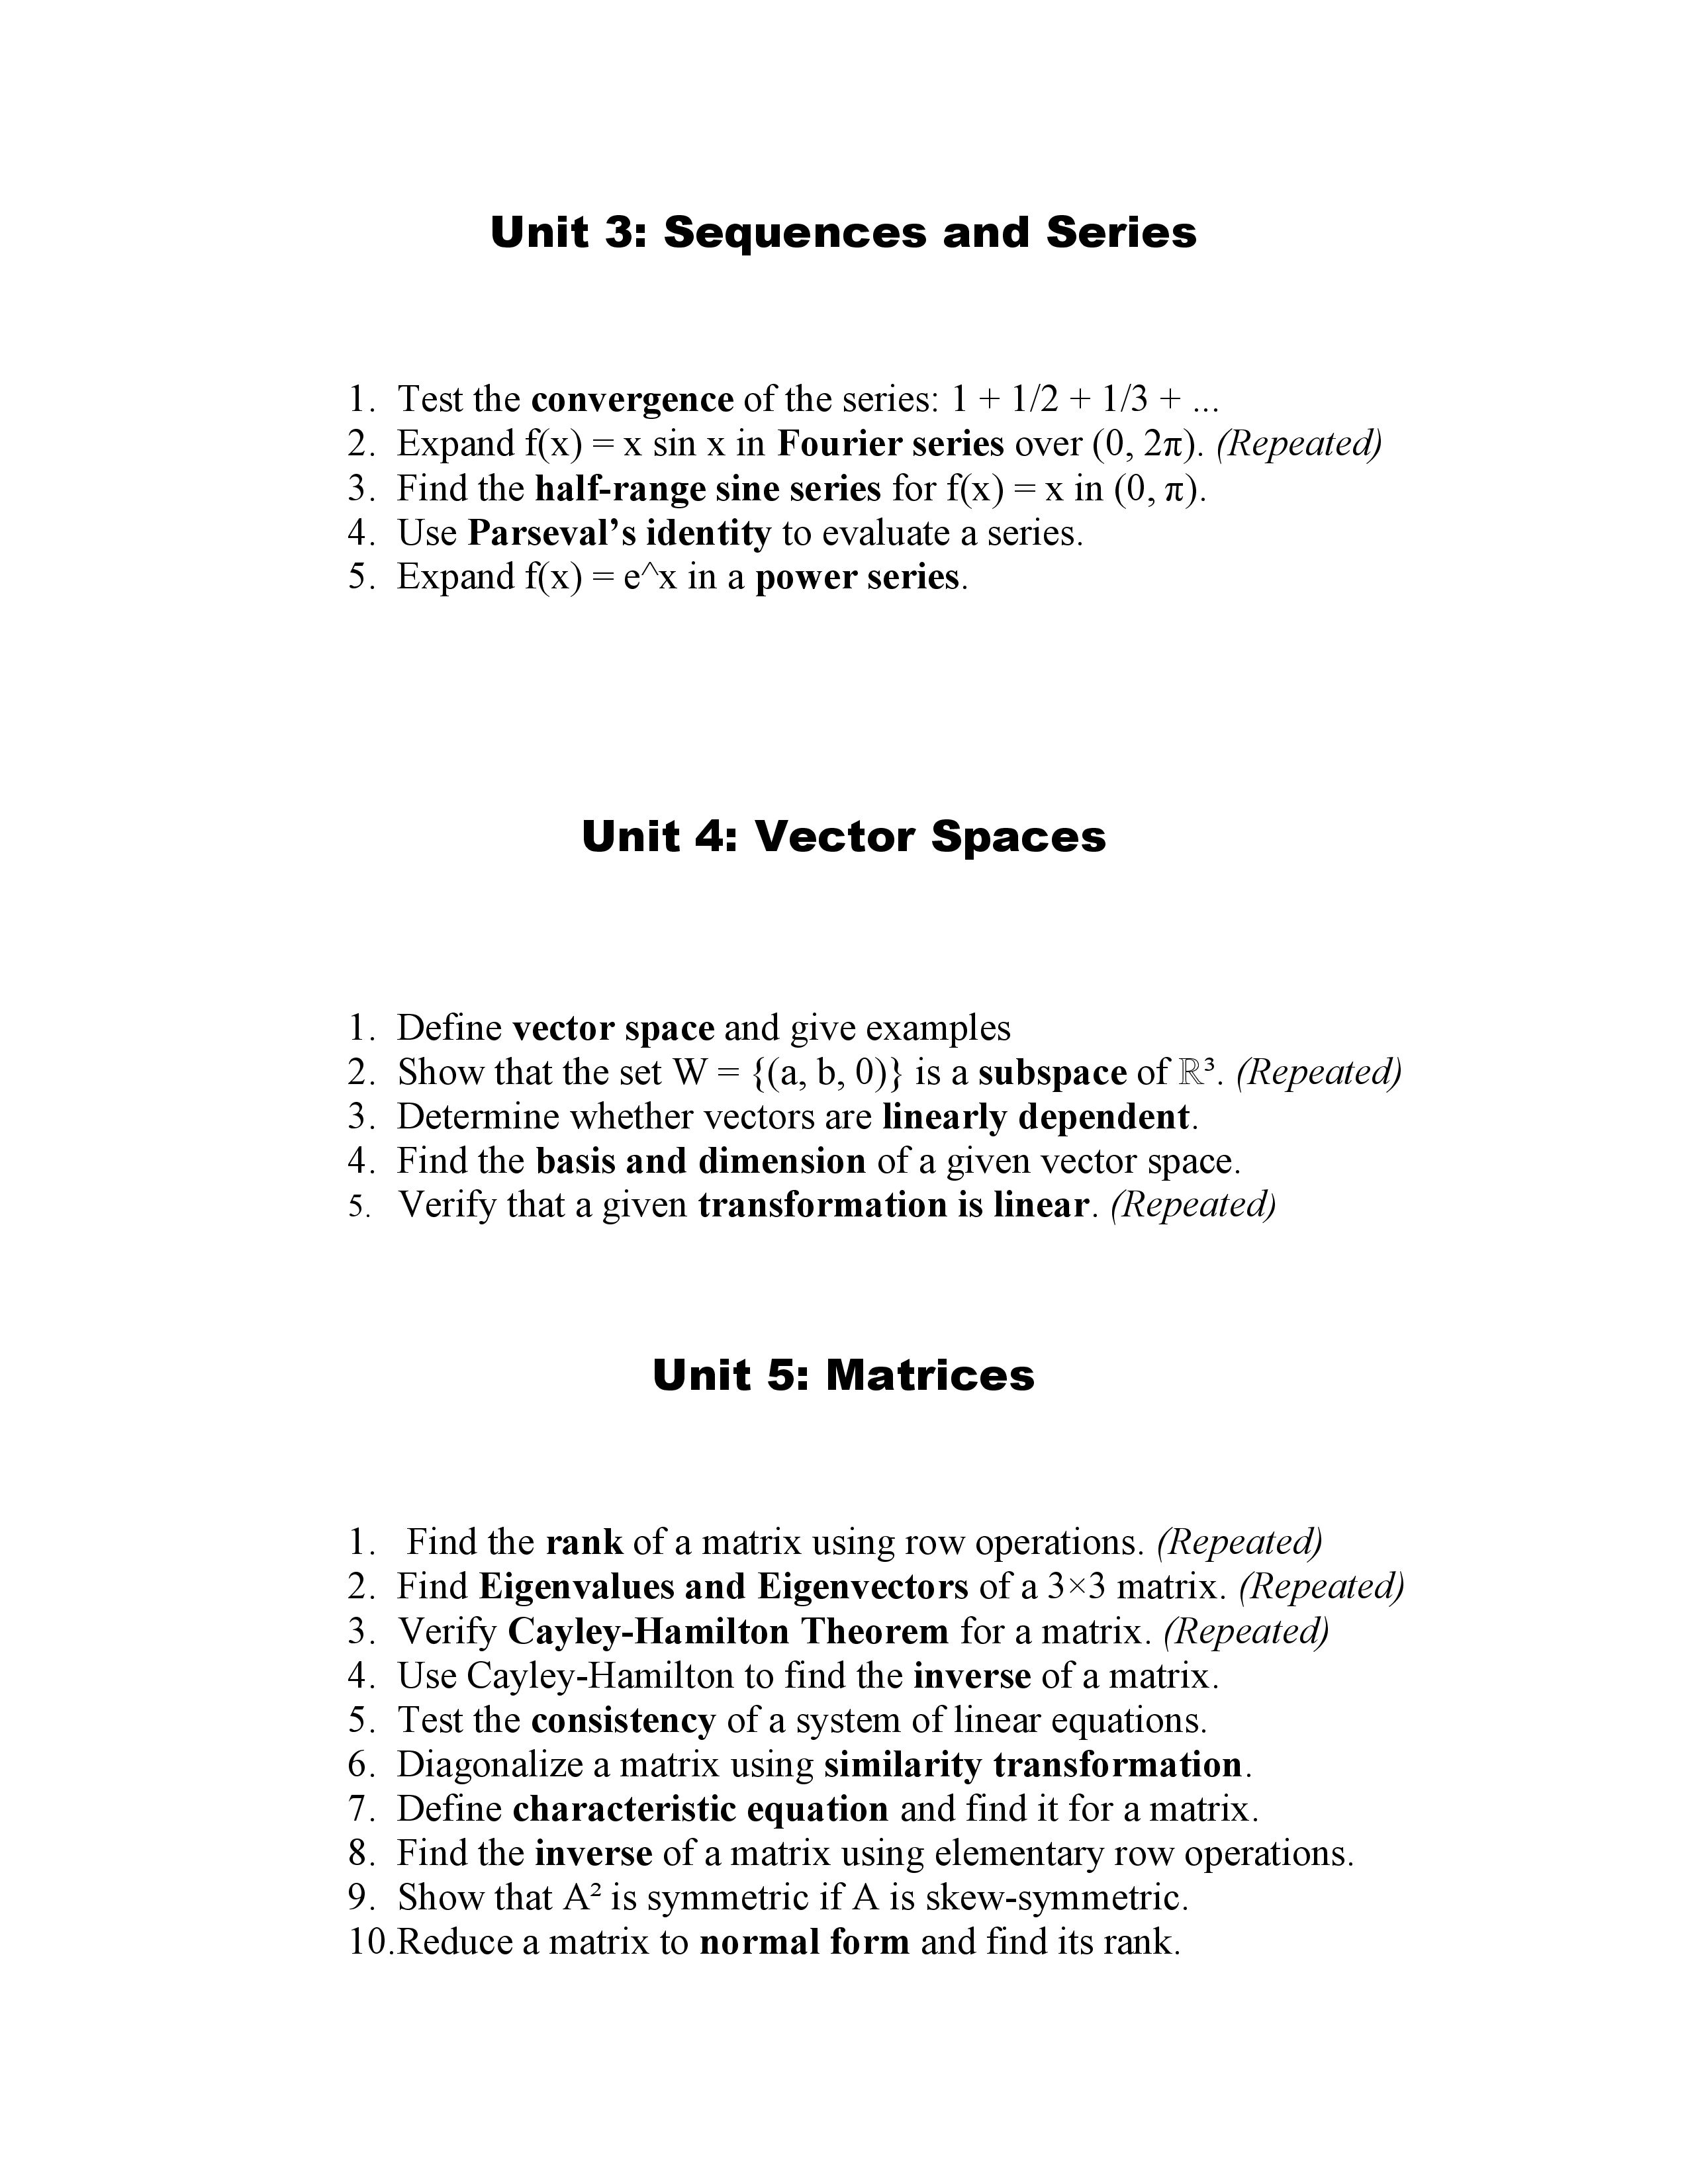 Unit 3: Sequences and Series
1. Test the convergence of the series: 1 + 1/2 + 1/3 + ...
2. Expand f(x) = x sin x in Fourier series over (0, 2π). (Repeated)
3. Find the half-range sine series for f(x) = x in (0, π).
4. Use Parseval’s identity to evaluate a series.
5. Expand f(x) = e^x in a power series.
Unit 4: Vector Spaces
1. Define vector space and give examples
2. Show that the set W = {(a, b, 0)} is a subspace of ℝ³. (Repeated)
3. Determine whether vectors are linearly dependent.
4. Find the basis and dimension of a given vector space.
5. Verify that a given transformation is linear. (Repeated)
Unit 5: Matrices
1. Find the rank of a matrix using row operations. (Repeated)
2. Find Eigenvalues and Eigenvectors of a 3×3 matrix. (Repeated)
3. Verify Cayley-Hamilton Theorem for a matrix. (Repeated)
4. Use Cayley-Hamilton to find the inverse of a matrix.
5. Test the consistency of a system of linear equations.
6. Diagonalize a matrix using similarity transformation.
7. Define characteristic equation and find it for a matrix.
8. Find the inverse of a matrix using elementary row operations.
9. Show that A² is symmetric if A is skew-symmetric.
10.Reduce a matrix to normal form and find its rank.